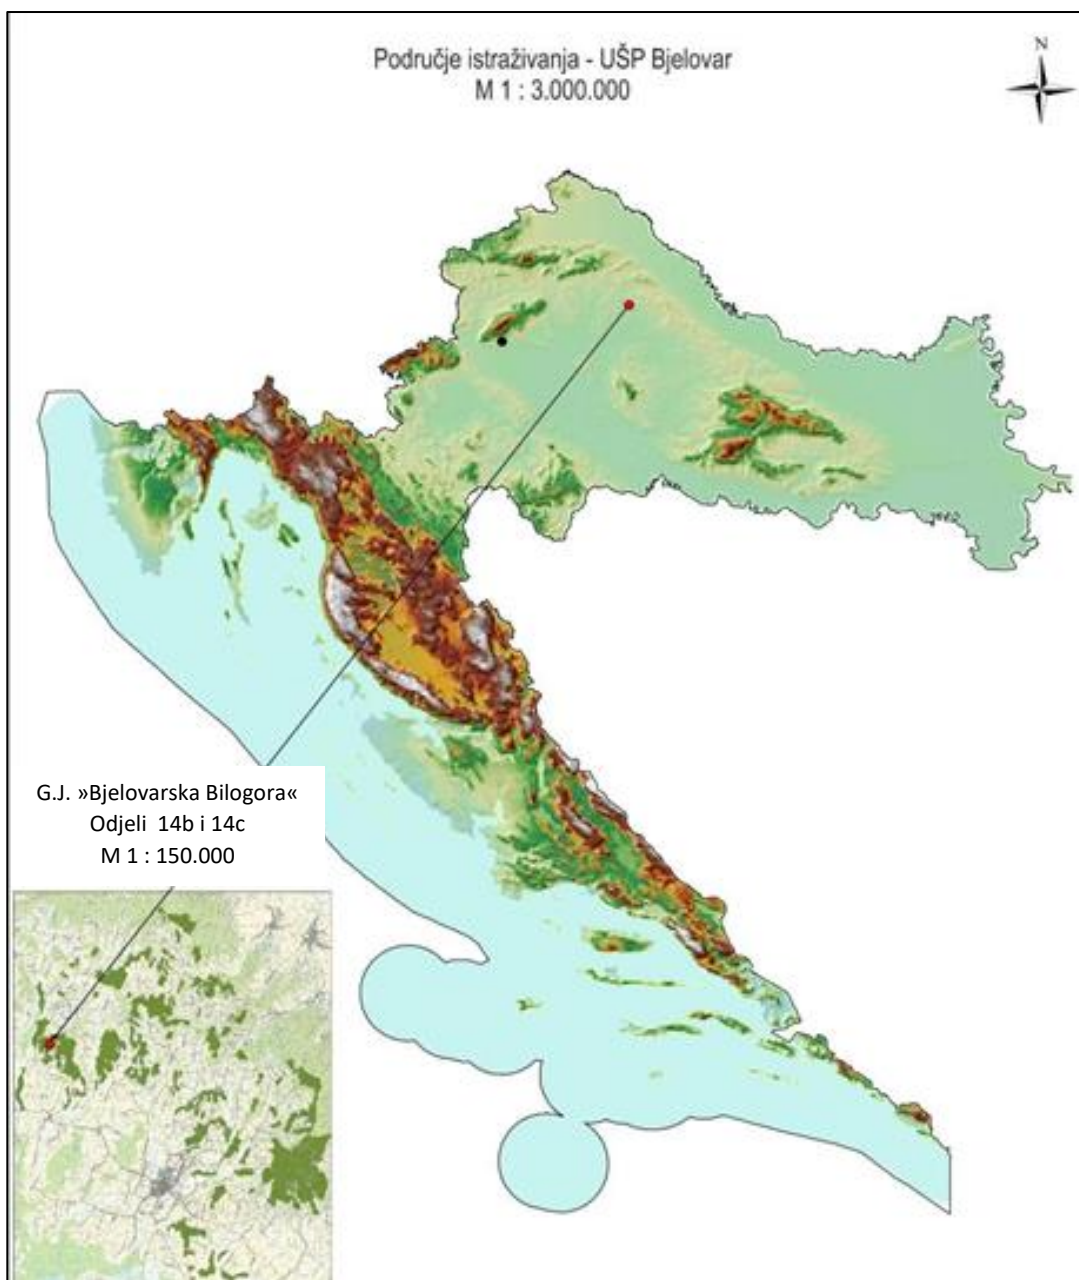 Područje istraživanja - UŠP Bjelovar
M 1 : 3.000.000
N
G.J. »Bjelovarska Bilogora«
Odjeli 14b i 14c
M 1 : 150.000